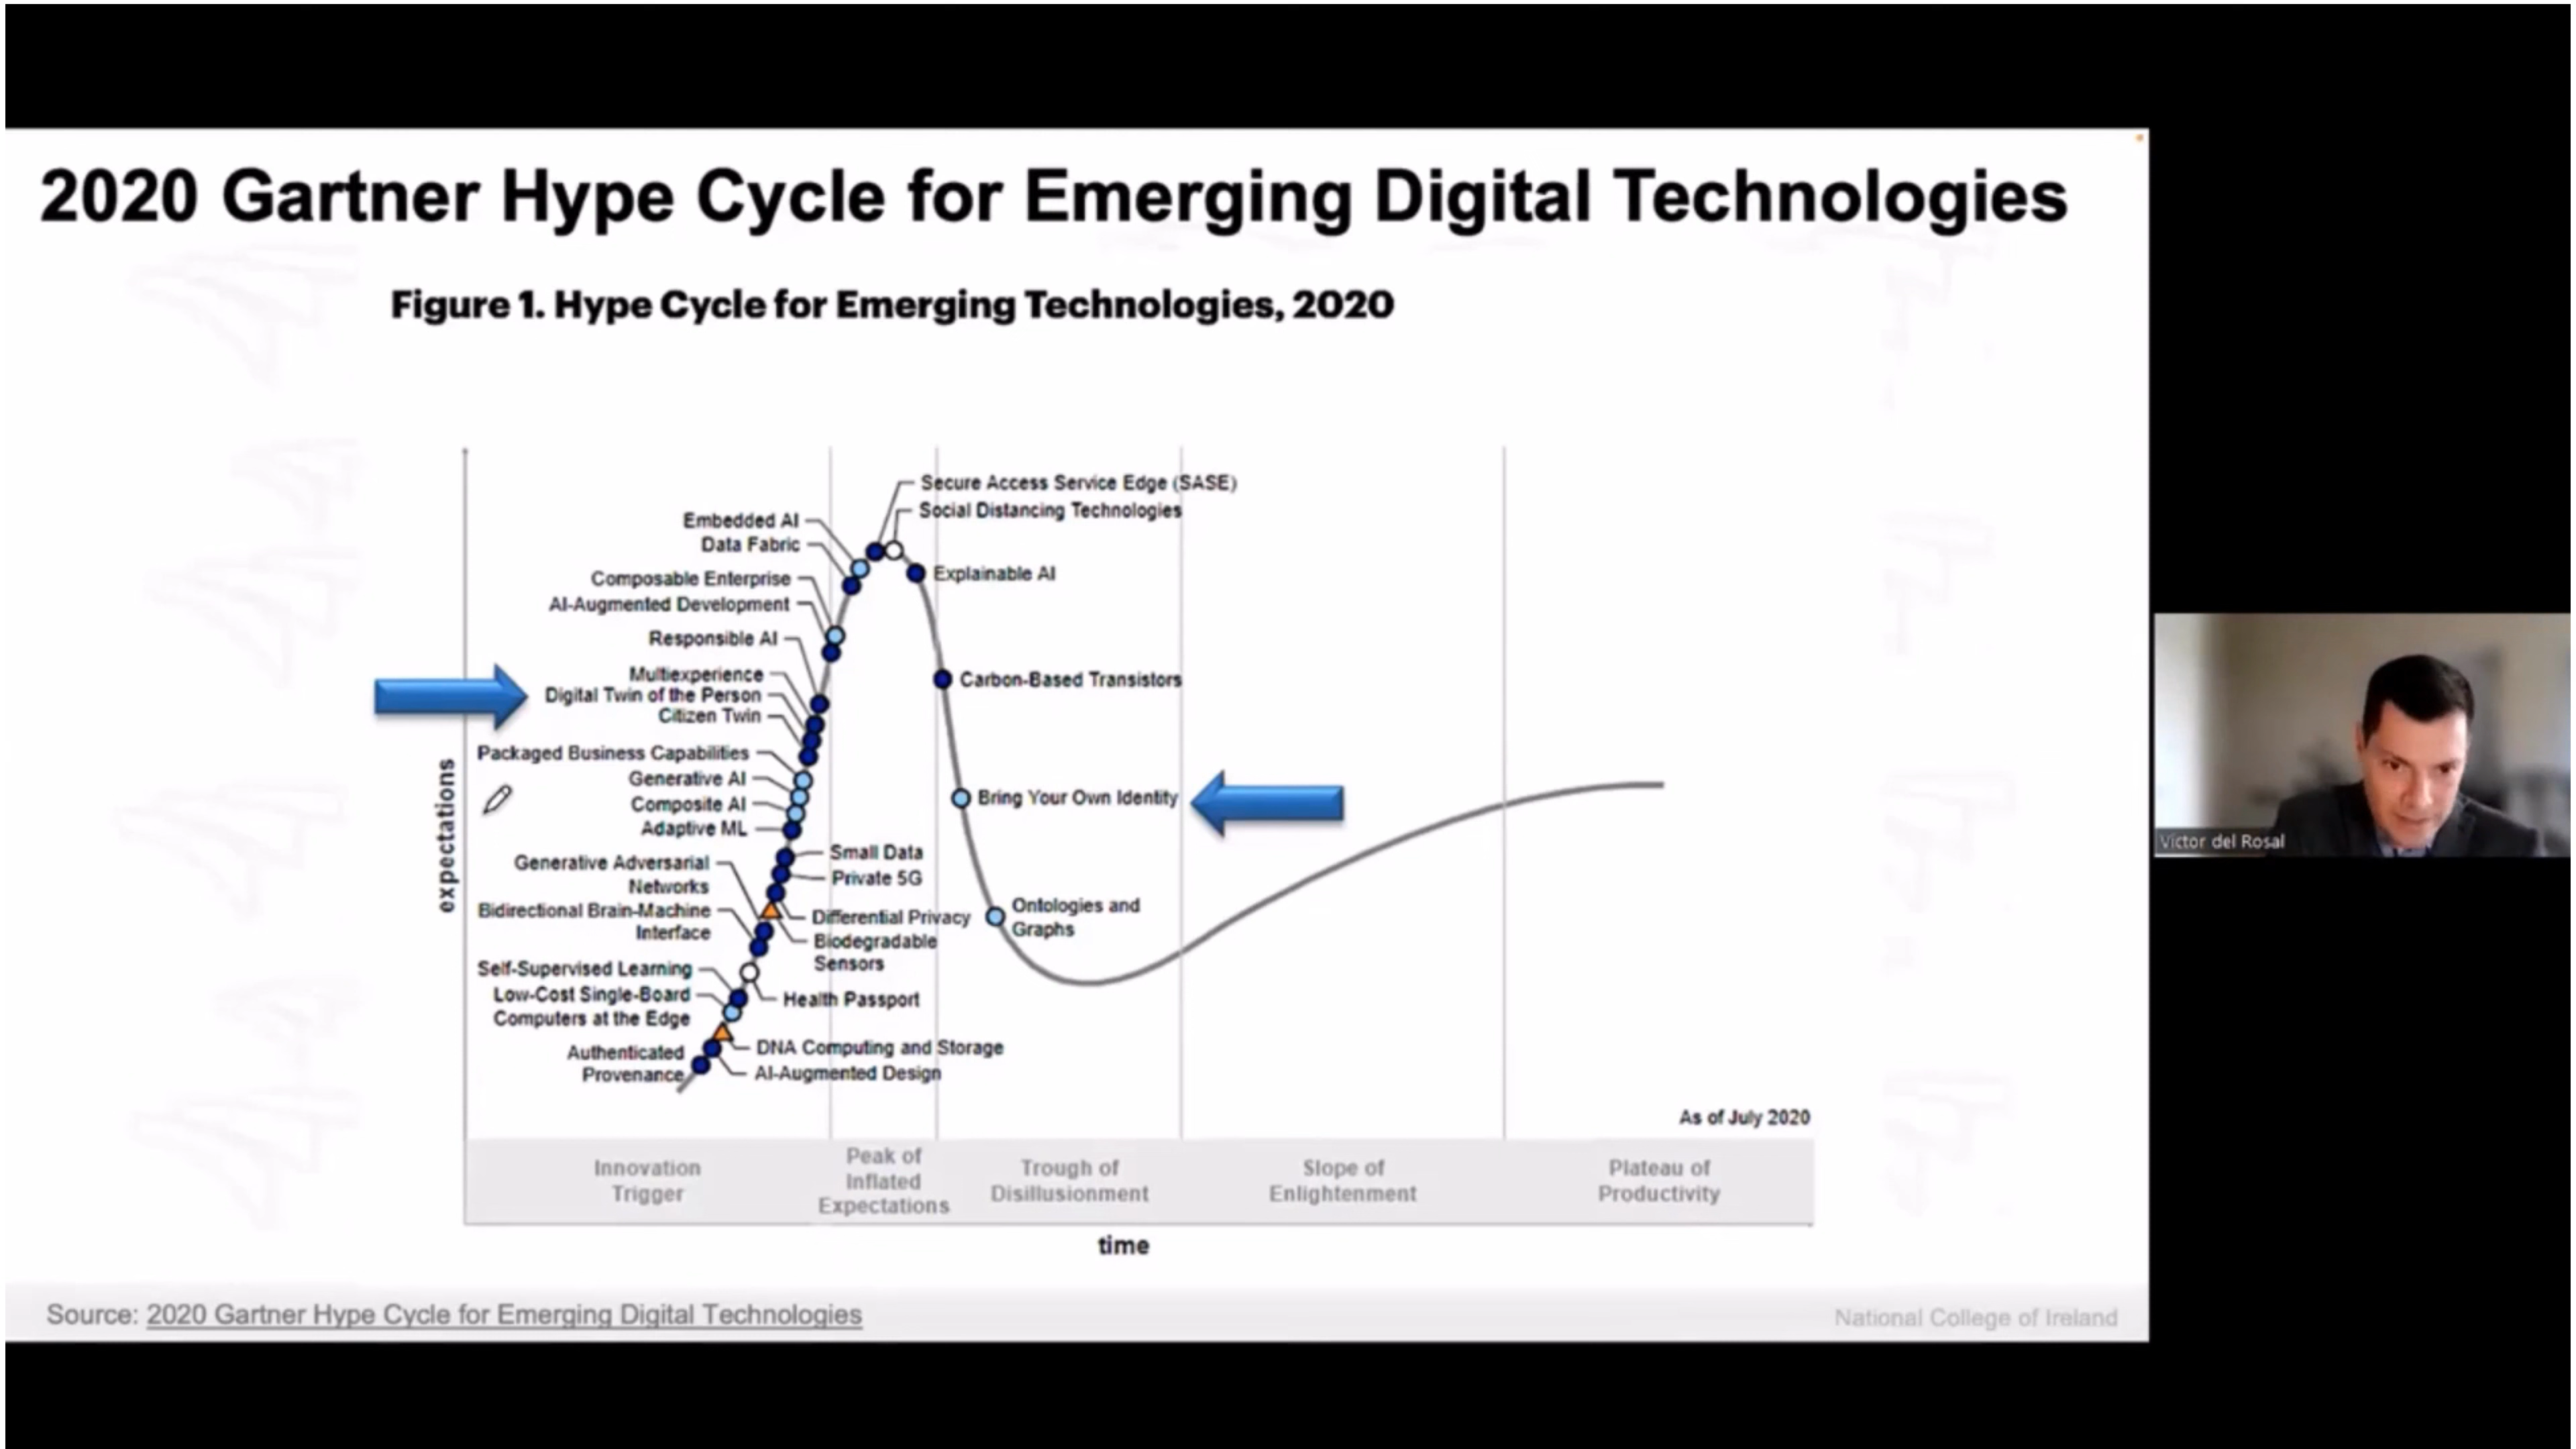 2020 Gartner Hype Cycle for Emerging Digital Technologies
Figure 1. Hype Cycle for Emerging Technologies, 2020
expectations
Secure Access Service Edge (SASE)
Social Distancing Technologies
Embedded AI
Data Fabric
Explainable AI
Composable Enterprise
AI-Augmented Development
Responsible AI
Multiexperience
Digital Twin of the Person
Citizen Twin
Carbon-Based Transistors
Packaged Business Capabilities
Generative AI
Composite AI
Adaptive ML
Bring Your Own Identity
Small Data
Private 5G
Generative Adversarial
Networks
Bidirectional Brain-Machine
Interface
Differential Privacy
Biodegradable
Sensors
Ontologies and
Graphs
Self-Supervised Learning
Low-Cost Single-Board
Computers at the Edge
Health Passport
Authenticated
Provenance
DNA Computing and Storage
AI-Augmented Design
As of July 2020
Innovation
Trigger
Peak of
Inflated
Expectations
Trough of
Disillusionment
Slope of
Enlightenment
Plateau of
Productivity
time
Source: 2020 Gartner Hype Cycle for Emerging Digital Technologies
National College of Ireland
Victor del Rosal